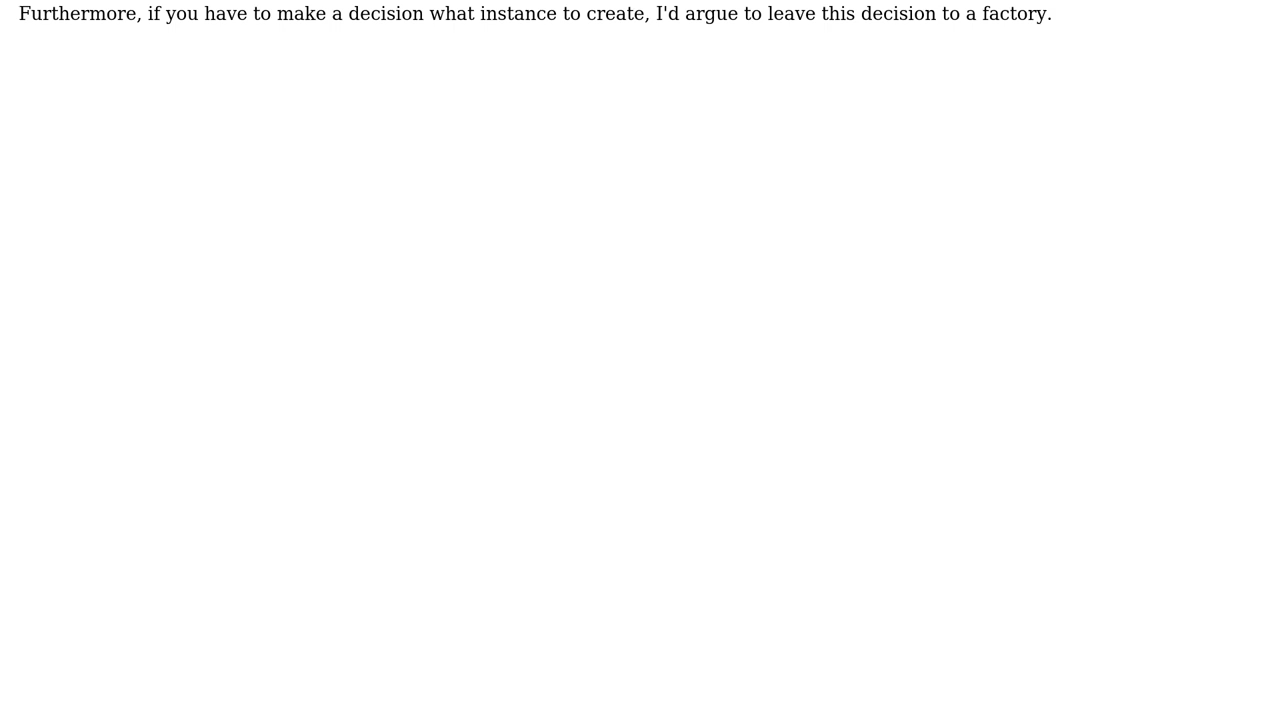 Furthermore, if you have to make a decision what instance to create, I'd argue to leave this decision to a factory.